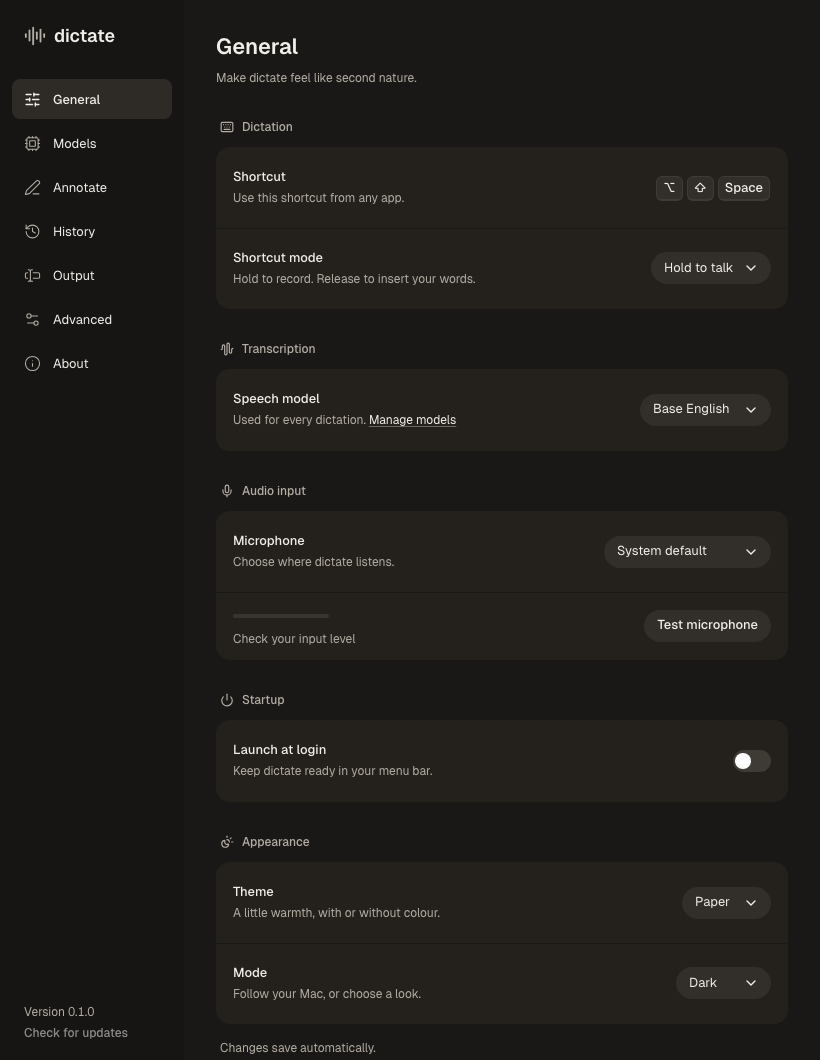 dictate
General
Models
Annotate
History
Output
Advanced
About
Version 0.1.0
Check for updates
General
Make dictate feel like second nature.
Dictation
Shortcut
Use this shortcut from any app.
⌥ ⇧ Space
Shortcut mode
Hold to record. Release to insert your words.
Hold to talk
Transcription
Speech model
Used for every dictation. Manage models
Base English
Audio input
Microphone
Choose where dictate listens.
System default
Check your input level
Test microphone
Startup
Launch at login
Keep dictate ready in your menu bar.
Appearance
Theme
A little warmth, with or without colour.
Paper
Mode
Follow your Mac, or choose a look.
Dark
Changes save automatically.